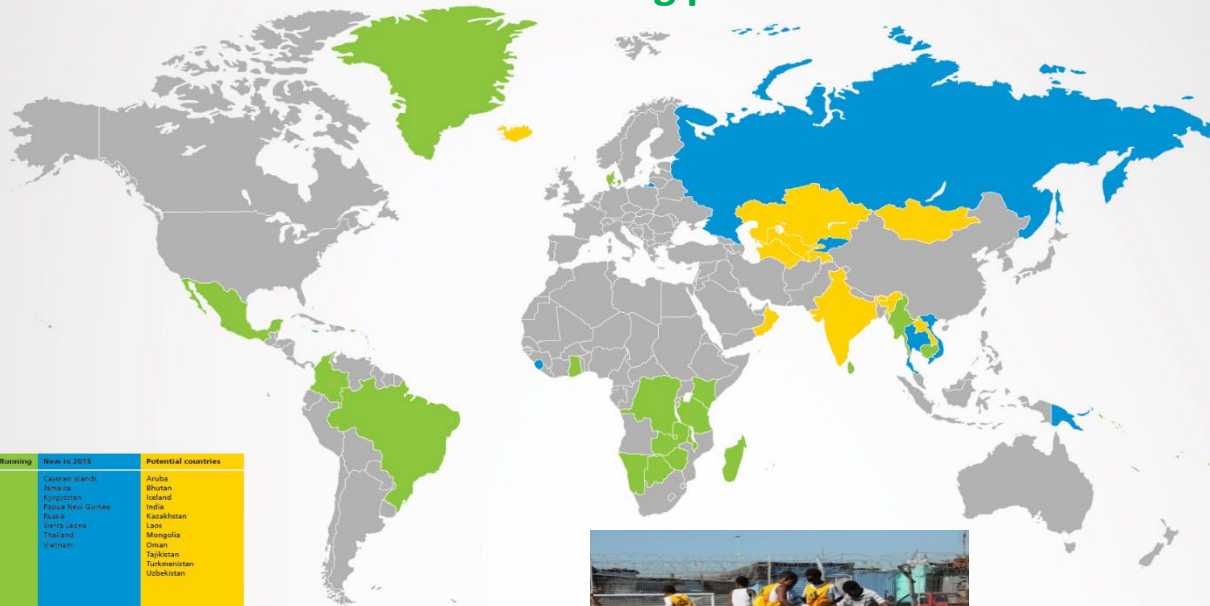 Running
New in 2016
Cayman Islands
Jamaica
Kyrgyzstan
Papua New Guinea
Russia
Sierra Leone
Thailand
Vietnam
Potential countries
Aruba
Bhutan
Iceland
India
Kazakhstan
Laos
Mongolia
Oman
Tajikistan
Turkmenistan
Uzbekistan